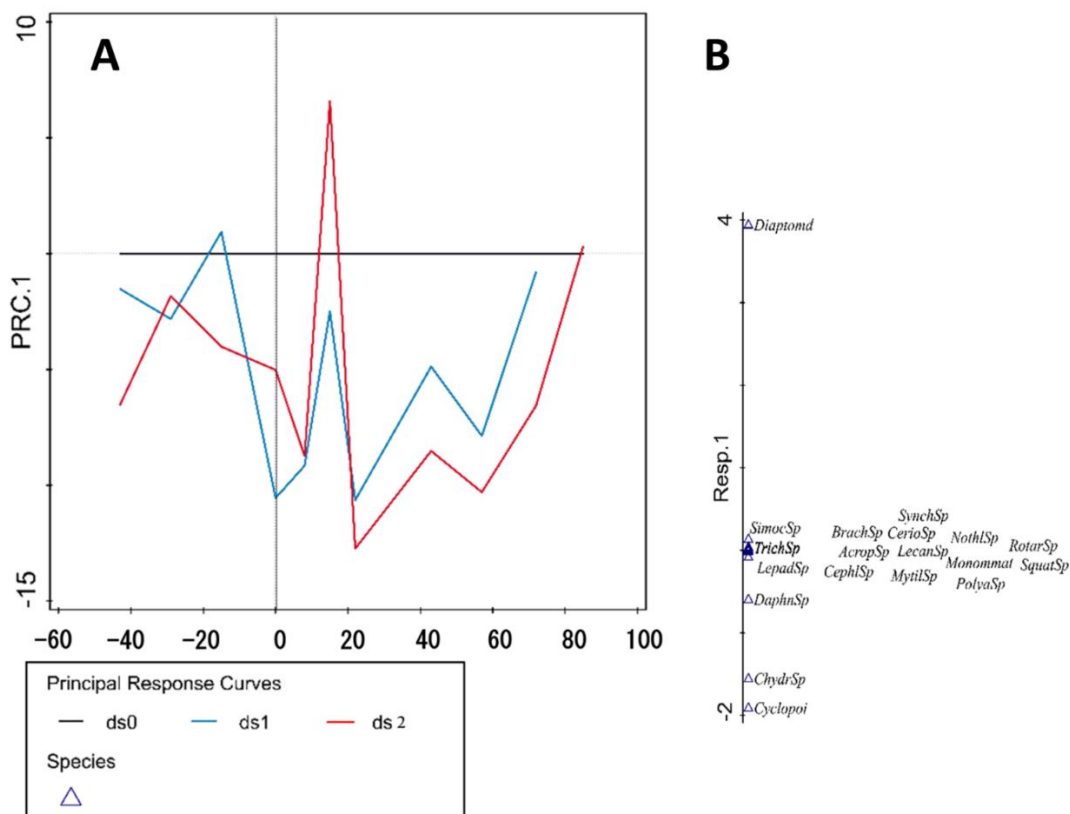 10
A
PRC.1
-15
-60 -40 -20 0 20 40 60 80 100
Principal Response Curves
ds0 ds1 ds2
Species
B
4
Resp.1
-2
Diaptomd
SynchSp
SimocSp BrachSp CerioSp NothlSp
TrichSp AcropSp LecanSp RotarSp
LepadSp CephlSp MytilSp Monommat SquatSp
PolyaSp
DaphnSp
ChydrSp
Cyclopoi